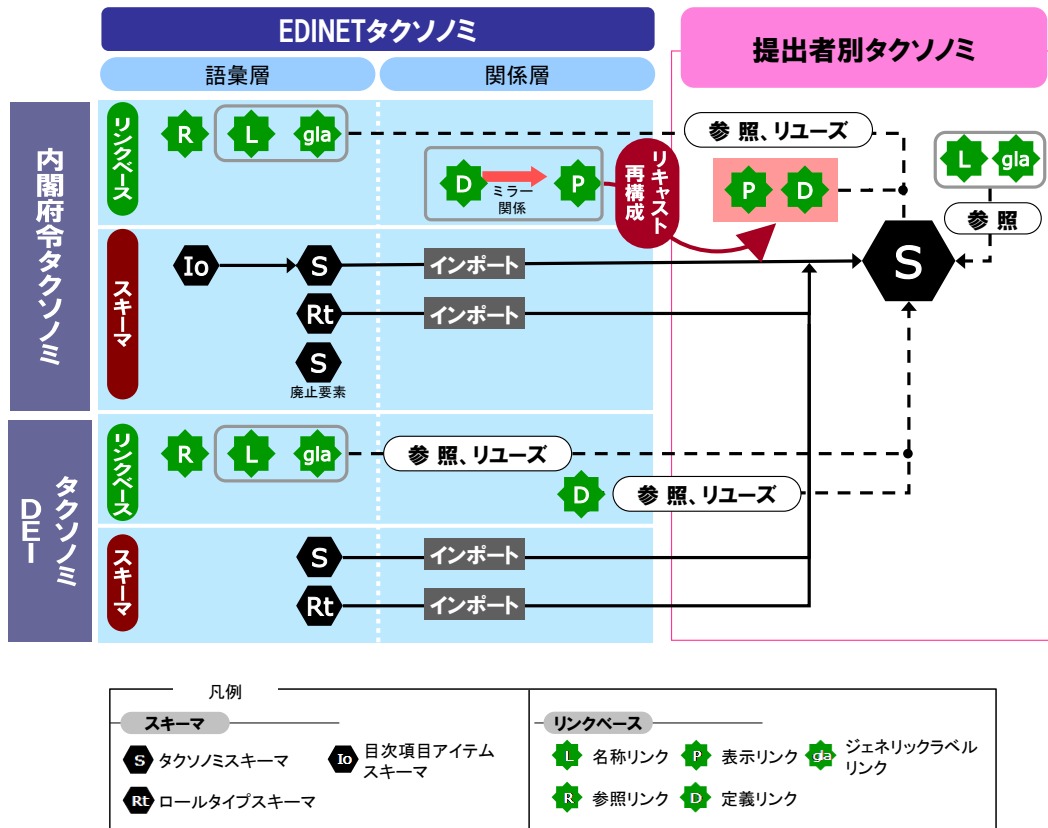 EDINETタクソノミ
提出者別タクソノミ
語彙層
関係層
内閣府令タクソノミ
リンクベース
R
L
gla
参 照、リユーズ
L
gla
D
ミラー
関係
P
リキャスト
再構成
P
D
参 照
スキーマ
Io
S
インポート
S
Rt
インポート
S
廃止要素
タクソノミ
DEI
リンクベース
R
L
gla
参 照、リユーズ
D
参 照、リユーズ
スキーマ
S
インポート
Rt
インポート
凡例
スキーマ
S
タクソノミスキーマ
Io
目次項目アイテム
スキーマ
Rt
ロールタイプスキーマ
リンクベース
L
名称リンク
P
表示リンク
gla
ジェネリックラベル
リンク
R
参照リンク
D
定義リンク